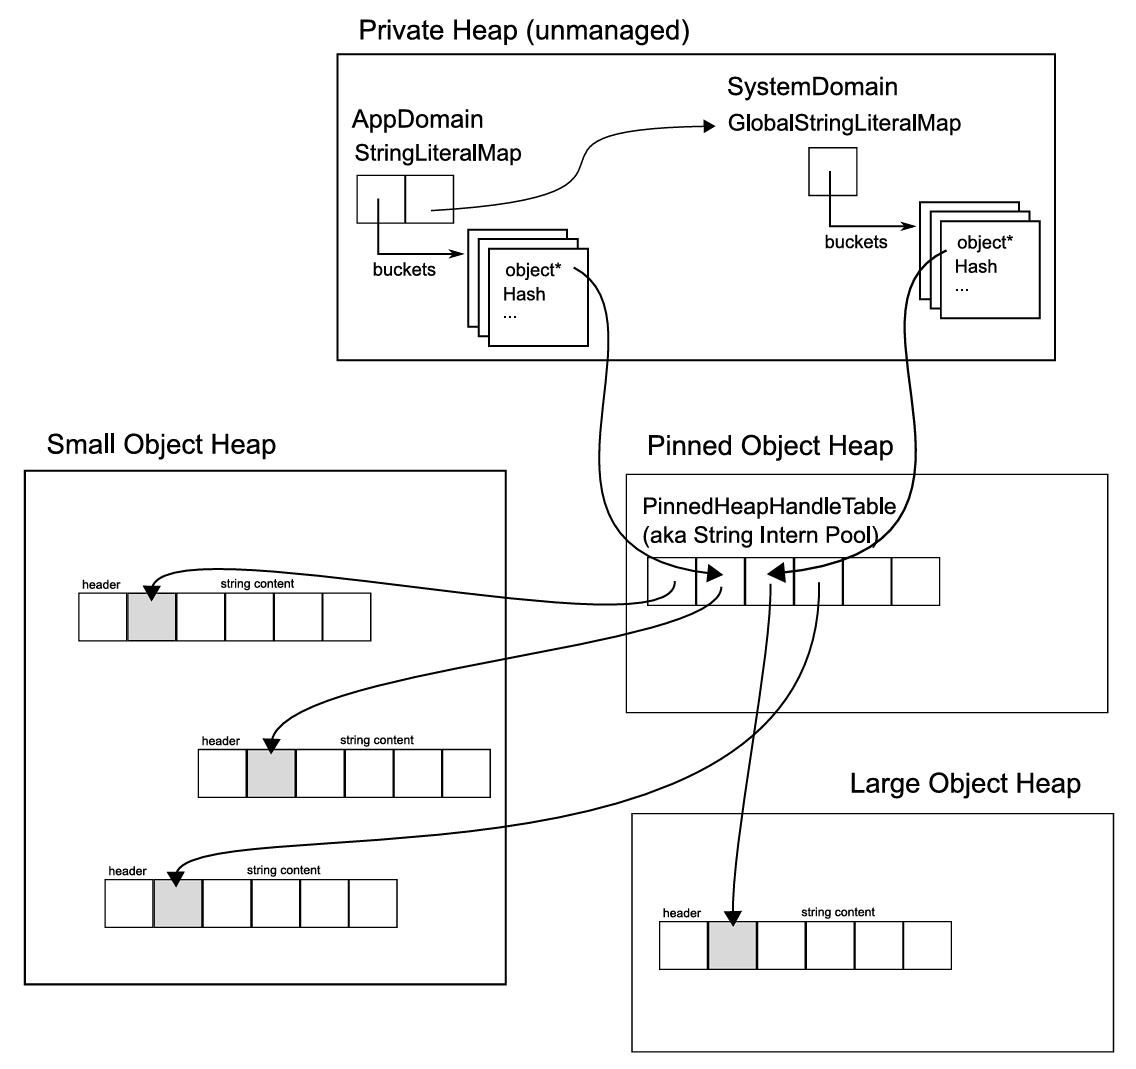 Private Heap (unmanaged)
SystemDomain
GlobalStringLiteralMap
AppDomain
StringLiteralMap
buckets
object*
Hash
...
buckets
object*
Hash
...
Small Object Heap
Pinned Object Heap
PinnedHeapHandleTable
(aka String Intern Pool)
header
string content
header
string content
header
string content
Large Object Heap
header
string content